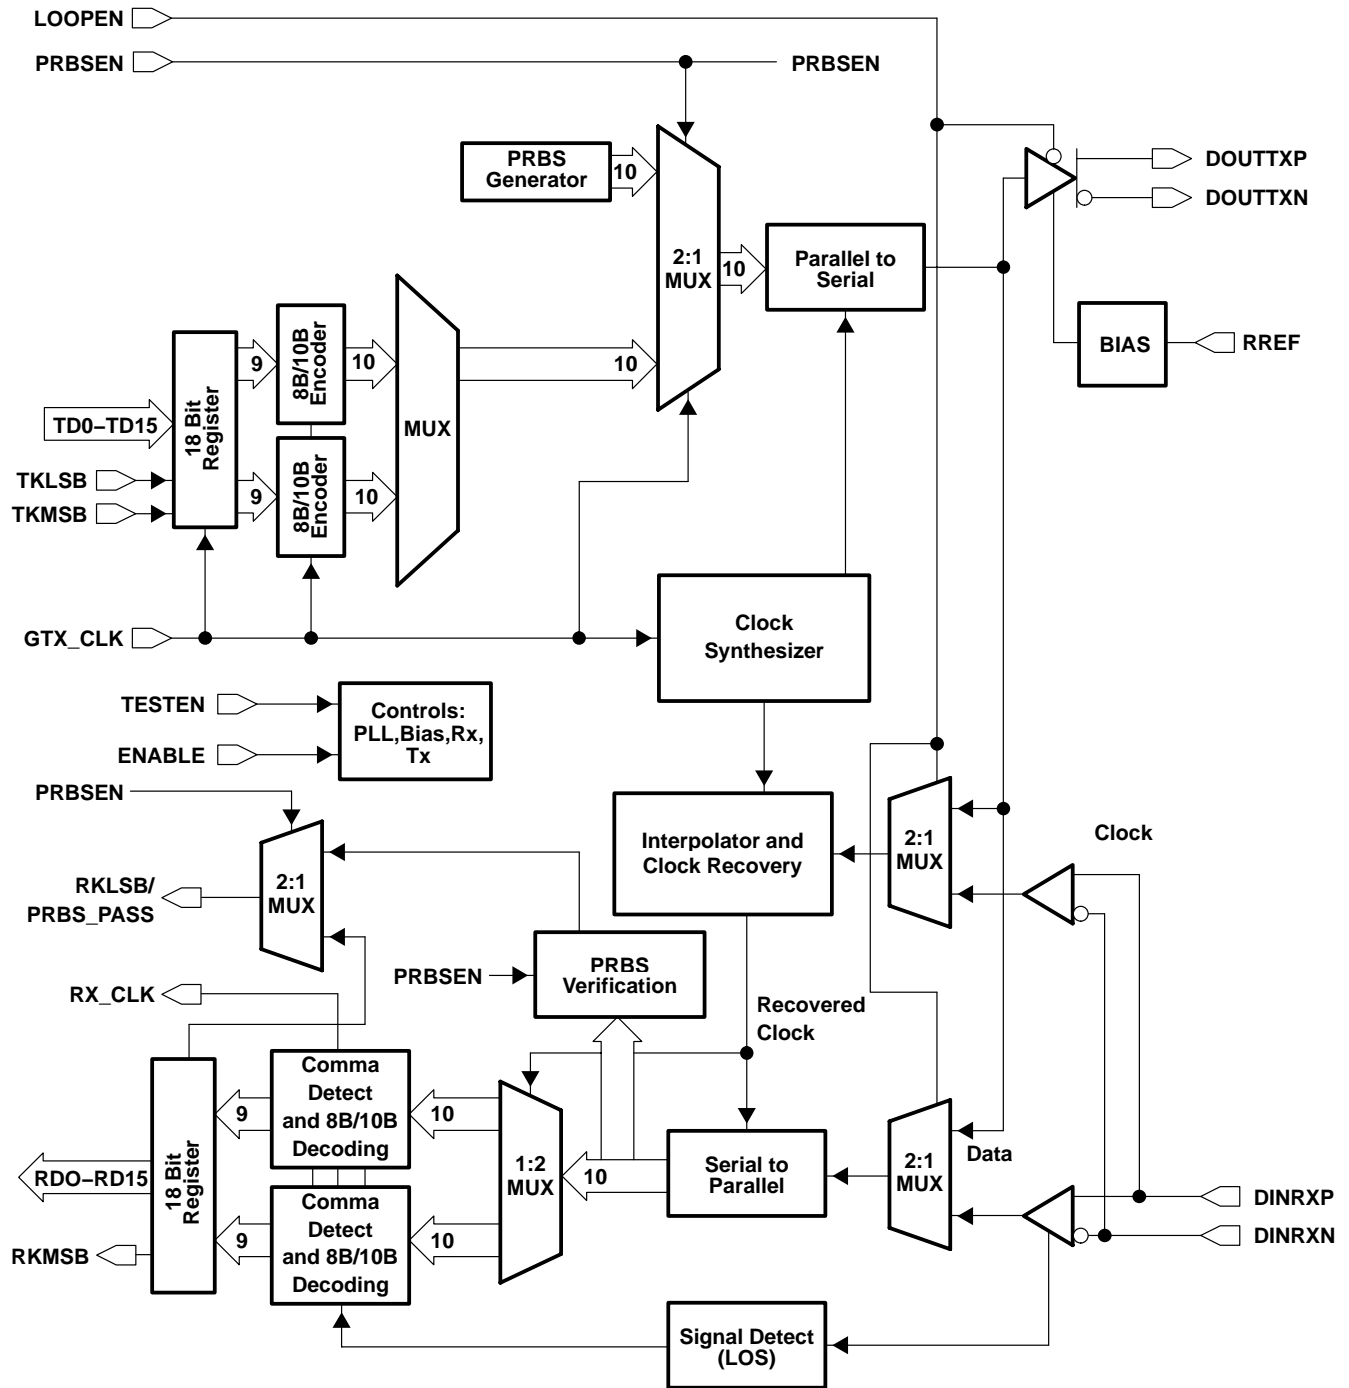 LOOPEN
PRBSEN
PRBSEN
PRBS
Generator
10
2:1
MUX
10
Parallel to
Serial
DOUTTXP
DOUTTXN
BIAS
RREF
TD0–TD15
TKLSB
TKMSB
18 Bit
Register
9
8B/10B
Encoder
10
9
8B/10B
Encoder
10
MUX
10
GTX_CLK
Clock
Synthesizer
TESTEN
ENABLE
Controls:
PLL,Bias,Rx,
Tx
PRBSEN
2:1
MUX
RKLSB/
PRBS_PASS
Interpolator and
Clock Recovery
2:1
MUX
Clock
PRBSEN
PRBS
Verification
RX_CLK
Recovered
Clock
Comma
Detect
and 8B/10B
Decoding
9
10
RDO–RD15
18 Bit
Register
RKMSB
Comma
Detect
and 8B/10B
Decoding
9
10
1:2
MUX
10
Serial to
Parallel
2:1
MUX
Data
DINRXP
DINRXN
Signal Detect
(LOS)